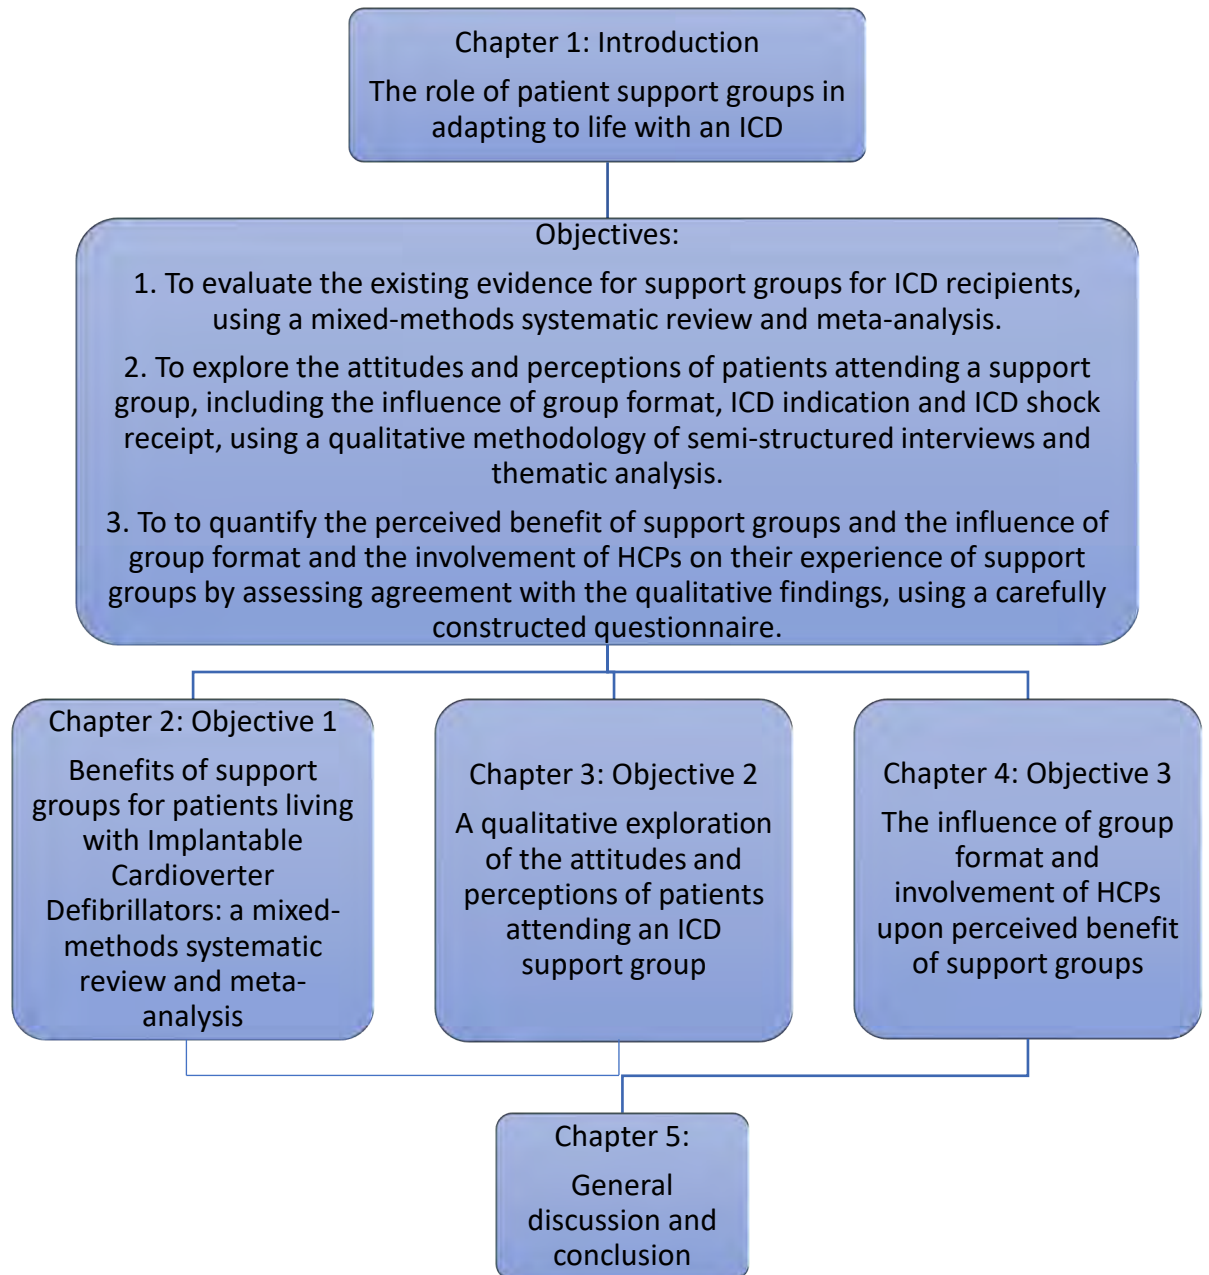 Chapter 1: Introduction
The role of patient support groups in
adapting to life with an ICD
Objectives:
1. To evaluate the existing evidence for support groups for ICD recipients,
using a mixed-methods systematic review and meta-analysis.
2. To explore the attitudes and perceptions of patients attending a support
group, including the influence of group format, ICD indication and ICD shock
receipt, using a qualitative methodology of semi-structured interviews and
thematic analysis.
3. To to quantify the perceived benefit of support groups and the influence of
group format and the involvement of HCPs on their experience of support
groups by assessing agreement with the qualitative findings, using a carefully
constructed questionnaire.
Chapter 2: Objective 1
Benefits of support
groups for patients living
with Implantable
Cardioverter
Defibrillators: a mixed-
methods systematic
review and meta-
analysis
Chapter 3: Objective 2
A qualitative exploration
of the attitudes and
perceptions of patients
attending an ICD
support group
Chapter 4: Objective 3
The influence of group
format and
involvement of HCPs
upon perceived benefit
of support groups
Chapter 5:
General
discussion and
conclusion